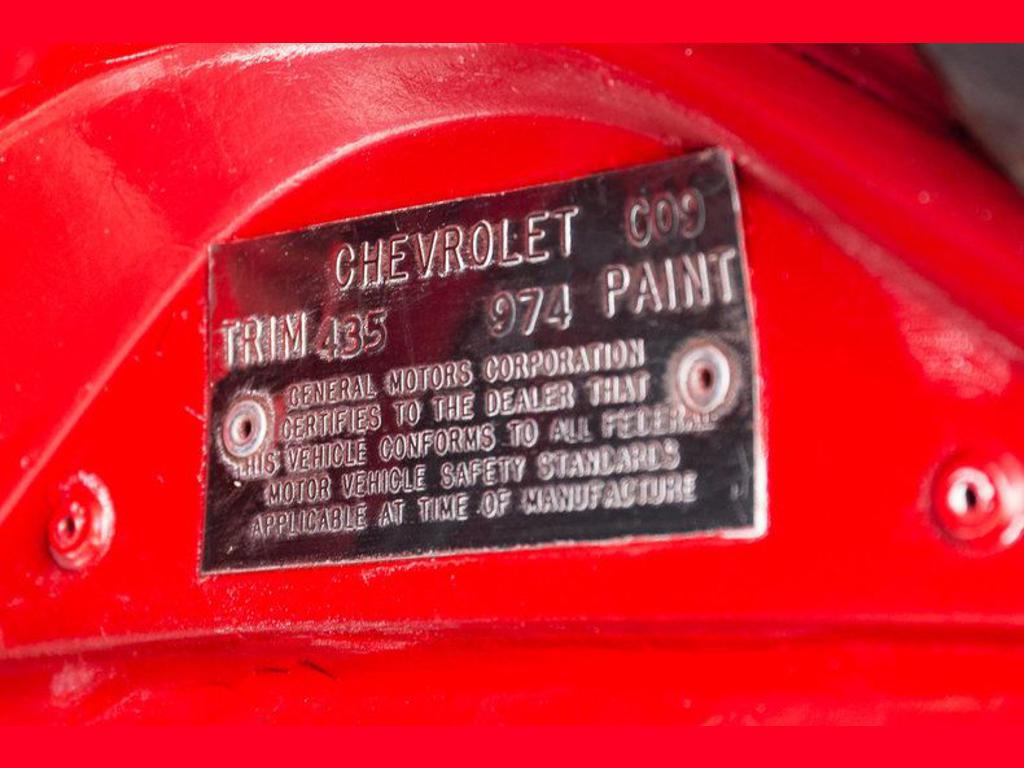 CHEVROLET C09
TRIM 435 974 PAINT
GENERAL MOTORS CORPORATION
CERTIFIES TO THE DEALER THAT
THIS VEHICLE CONFORMS TO ALL FEDERAL
MOTOR VEHICLE SAFETY STANDARDS
APPLICABLE AT TIME OF MANUFACTURE